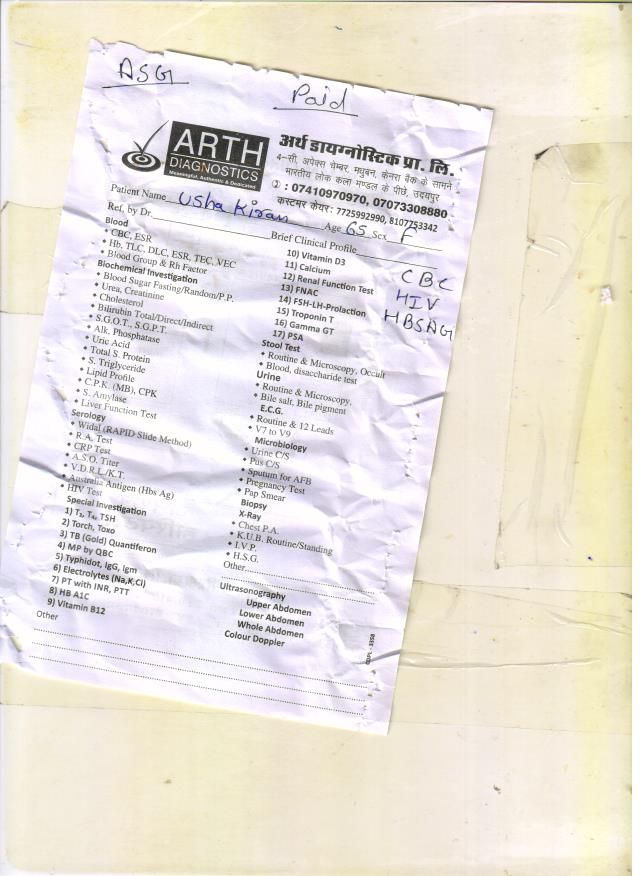 ASG
Paid
ARTH
DIAGNOSTICS
Meaningful, Authentic & Dedicated
अर्थ डायग्नोस्टिक प्रा. लि.
4-सी, अपेक्स चेम्बर, मधुबन, केनरा बैंक के सामने
भारतीय लोक कला मण्डल के पीछे, उदयपुर
: 07410970970, 07073308880
कस्टमर केयर : 7725992990, 8107753342
Patient Name Usha Kiran Age 65 Sex F
Ref. by Dr. Brief Clinical Profile
CBC
HIV
HBSAG
Blood
CBC, ESR
Hb, TLC, DLC, ESR, TEC, VEC
Blood Group & Rh Factor
Biochemical Investigation
Blood Sugar Fasting/Random/P.P.
Urea, Creatinine
Cholesterol
Bilirubin Total/Direct/Indirect
S.G.O.T., S.G.P.T.
Alk. Phosphatase
Uric Acid
Total S. Protein
S. Triglyceride
Lipid Profile
C.P.K. (MB), CPK
S. Amylase
Liver Function Test
Serology
Widal (RAPID Slide Method)
R.A. Test
CRP Test
A.S.O. Titer
V.D.R.L./K.T.
Australia Antigen (Hbs Ag)
HIV Test
Special Investigation
1) T3, T4, TSH
2) Torch, Toxo
3) TB (Gold) Quantiferon
4) MP by QBC
5) Typhidot, IgG, Igm
6) Electrolytes (Na,K,Cl)
7) PT with INR, PTT
8) HB A1C
9) Vitamin B12
Other
10) Vitamin D3
11) Calcium
12) Renal Function Test
13) FNAC
14) FSH-LH-Prolaction
15) Troponin T
16) Gamma GT
17) PSA
Stool Test
Routine & Microscopy, Occult
Blood, disaccharide test
Urine
Routine & Microscopy,
Bile salt, Bile pigment
E.C.G.
Routine & 12 Leads
V7 to V9
Microbiology
Urine C/S
Pus C/S
Sputum for AFB
Pregnancy Test
Pap Smear
Biopsy
X-Ray
Chest P.A.
K.U.B. Routine/Standing
I.V.P.
H.S.G.
Other
Ultrasonography
Upper Abdomen
Lower Abdomen
Whole Abdomen
Colour Doppler